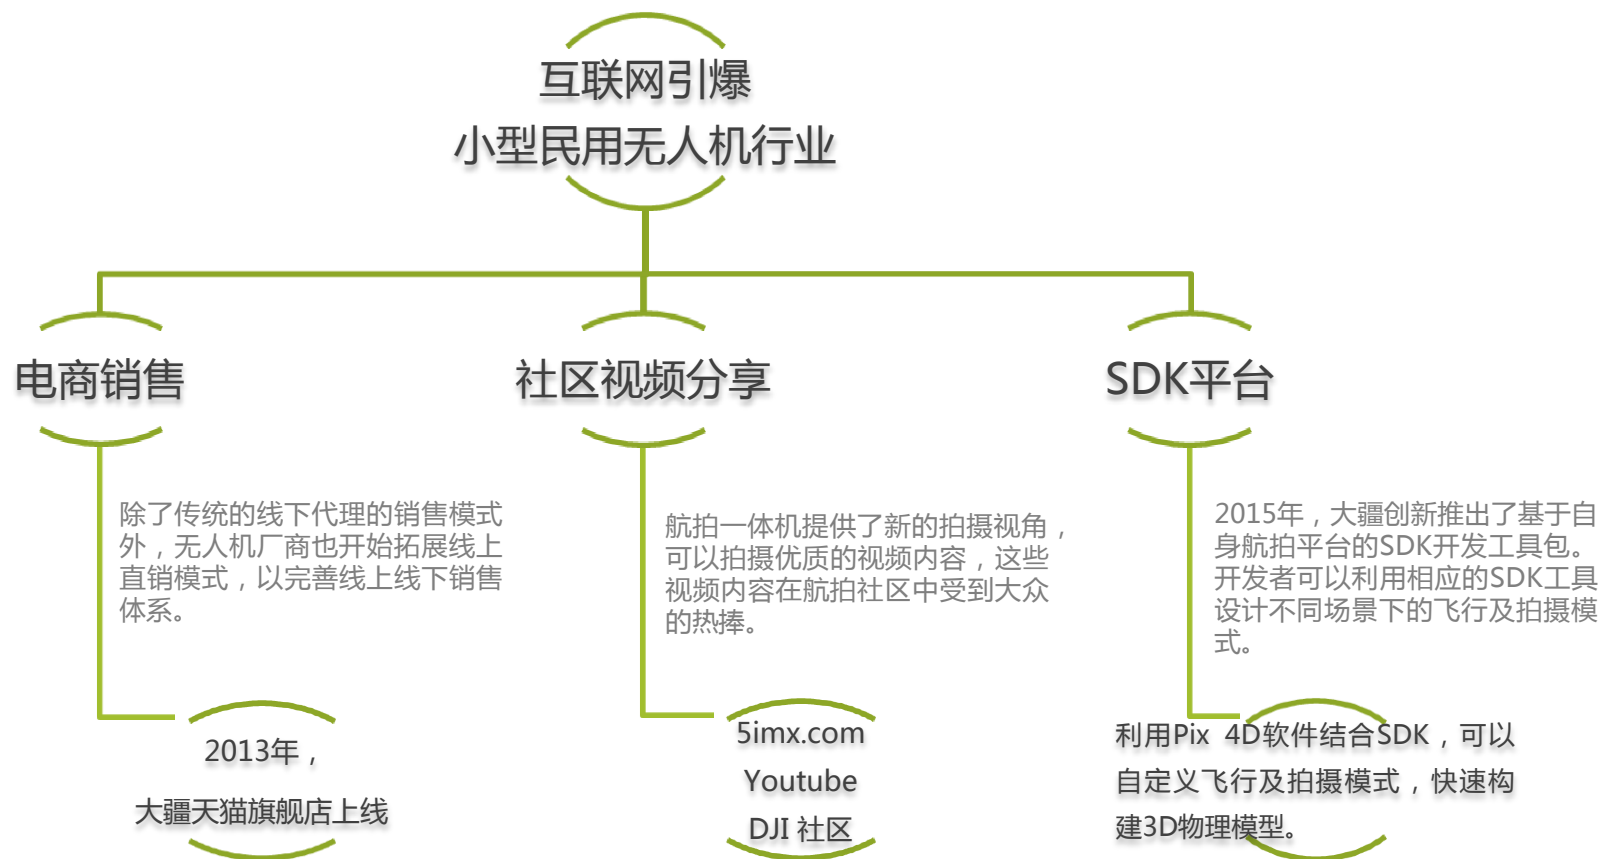 互联网引爆
小型民用无人机行业
电商销售
社区视频分享
SDK平台
除了传统的线下代理的销售模式
外，无人机厂商也开始拓展线上
直销模式，以完善线上线下销售
体系。
航拍一体机提供了新的拍摄视角，
可以拍摄优质的视频内容，这些
视频内容在航拍社区中受到大众
的热捧。
2015年，大疆创新推出了基于自
身航拍平台的SDK开发工具包。
开发者可以利用相应的SDK工具
设计不同场景下的飞行及拍摄模
式。
2013年，
大疆天猫旗舰店上线
5imx.com
Youtube
DJI 社区
利用Pix 4D软件结合SDK，可以
自定义飞行及拍摄模式，快速构
建3D物理模型。